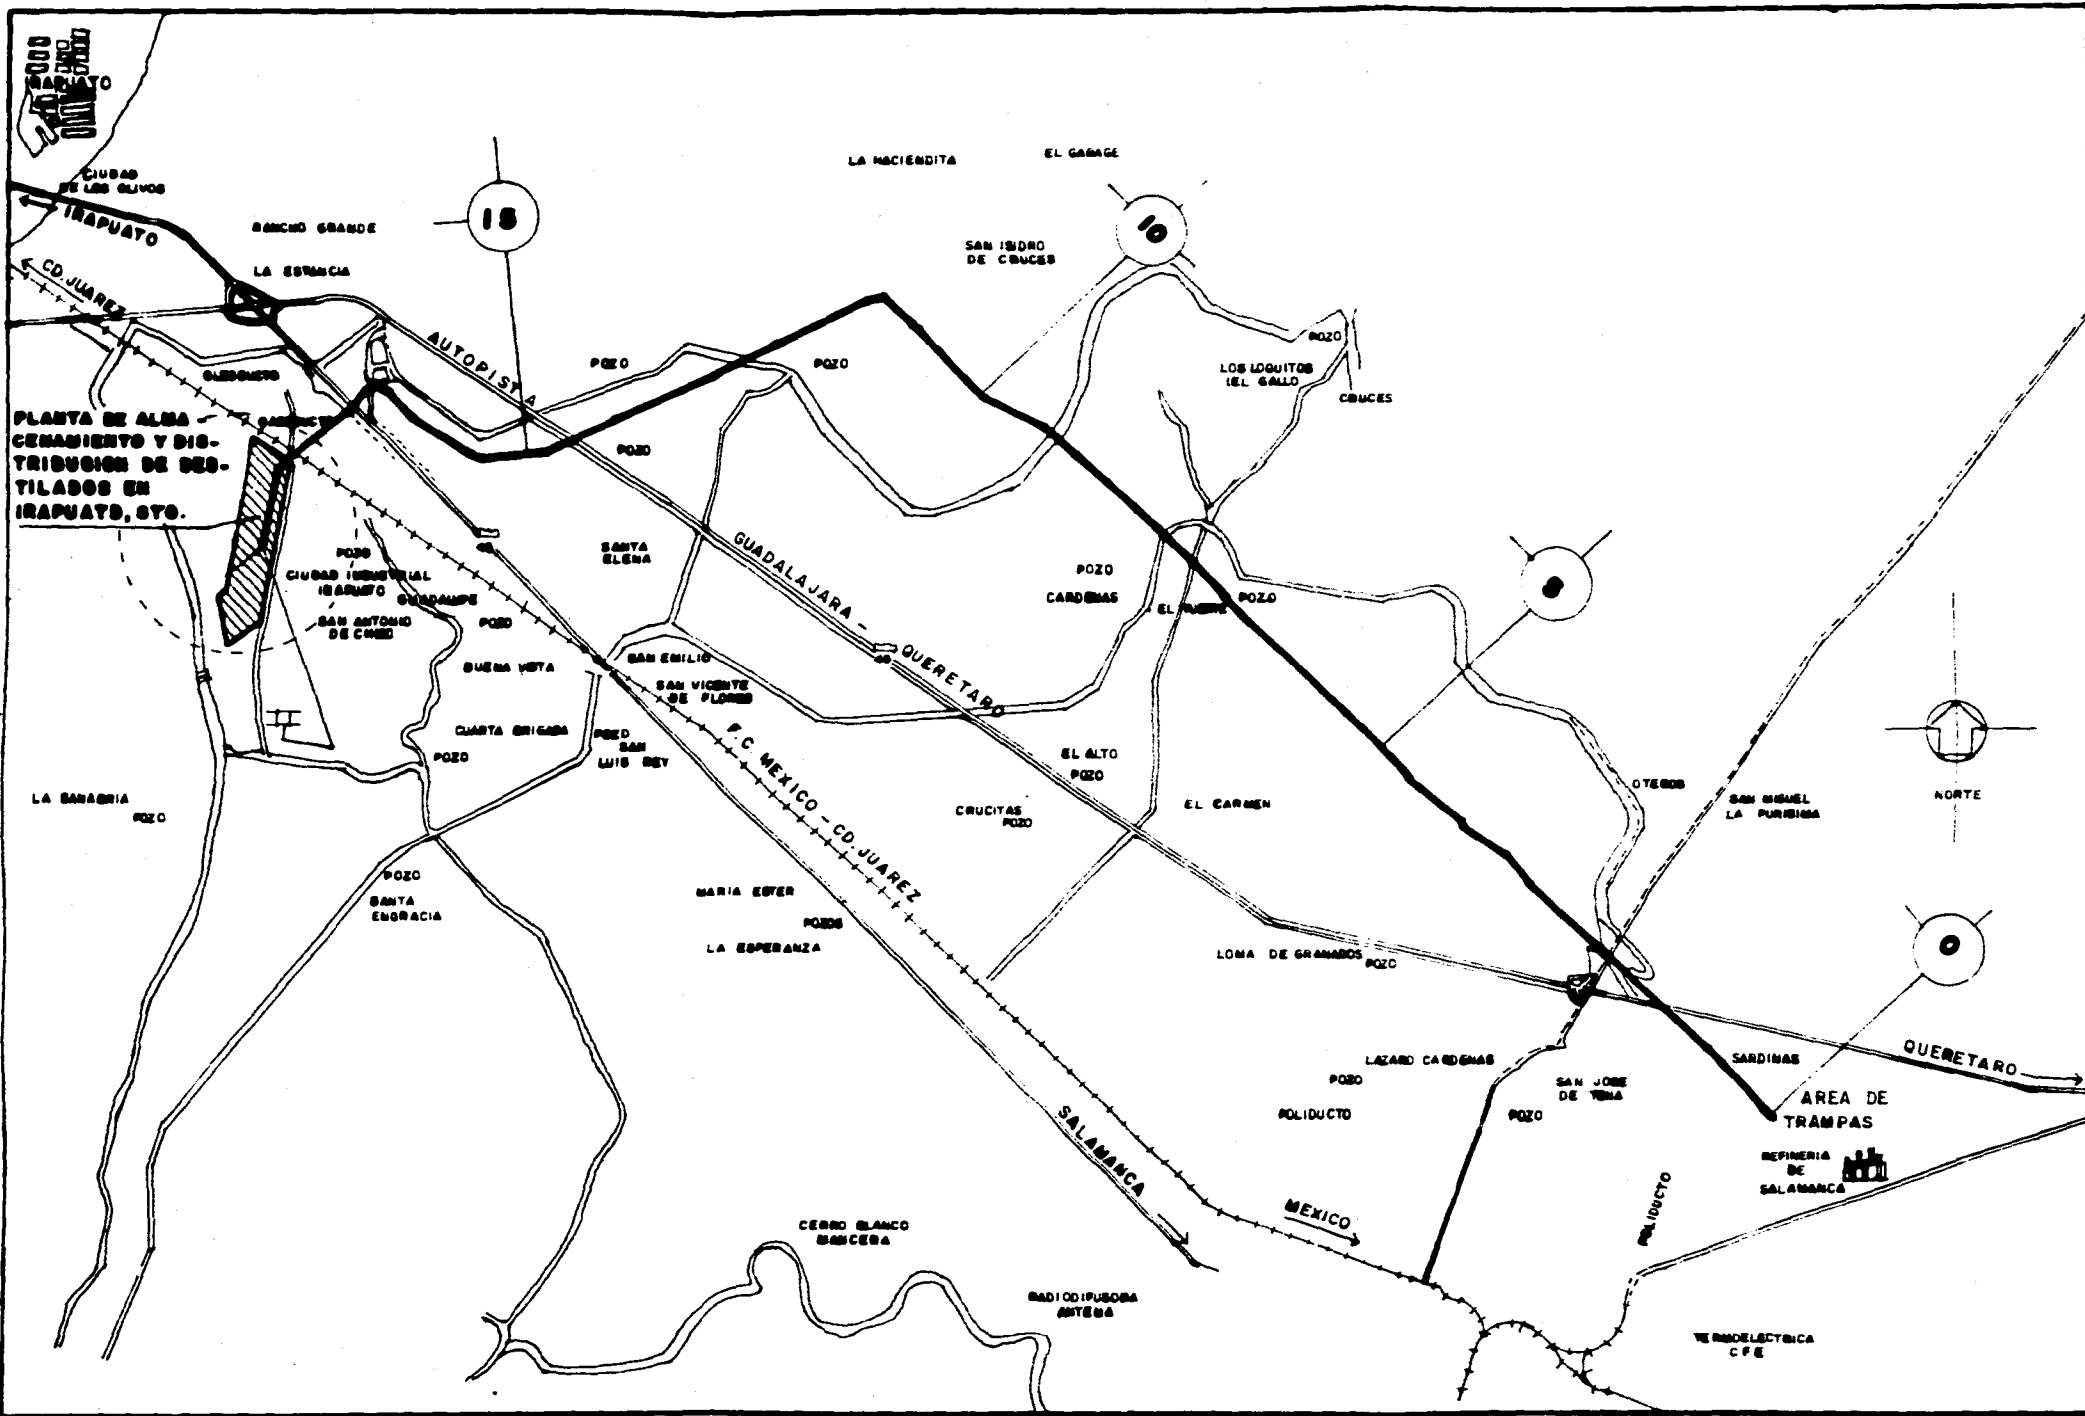 IRAPUATO
CIUDAD
DE LOS OLIVOS
IRAPUATO
RANCHO GRANDE
LA ESTANCIA
CD. JUAREZ
15
LA HACIENDITA
EL GARAGE
10
SAN ISIDRO
DE CRUCES
AUTOPISTA
POZO
POZO
POZO
LOS LOQUITOS
(EL GALLO
CRUCES
OLEODUCTO
GASODUCTO
PLANTA DE ALMA-
CENAMIENTO Y DIS-
TRIBUCION DE DES-
TILADOS EN
IRAPUATO, GTO.
POZO
GUADALAJARA -
SANTA
ELENA
POZO
CIUDAD INDUSTRIAL
IRAPUATO
GUADALUPE
SAN ANTONIO
DE CHICO
POZO
POZO
CARDENAS
EL FUERTE
POZO
8
BUENA VISTA
SAN EMILIO
SAN VICENTE
DE FLORES
QUERETARO
CUARTA BRIGADA
POZO
SAN
LUIS REY
POZO
F.C. MEXICO - CD. JUAREZ
EL ALTO
POZO
OTEROS
SAN MIGUEL
LA PURISIMA
NORTE
LA SANABRIA
POZO
CRUCITAS
POZO
EL CARMEN
POZO
SANTA
ENGRACIA
MARIA ESTER
POZOS
LA ESPERANZA
LOMA DE GRANADOS
POZO
0
LAZARO CARDENAS
POZO
POLIDUCTO
SAN JOSE
DE TENA
POZO
SARDINAS
QUERETARO
AREA DE
TRAMPAS
REFINERIA
DE
SALAMANCA
SALAMANCA
MEXICO
POLIDUCTO
CERRO BLANCO
MANCERA
RADIODIFUSORA
ANTENA
TERMOELECTRICA
CFE